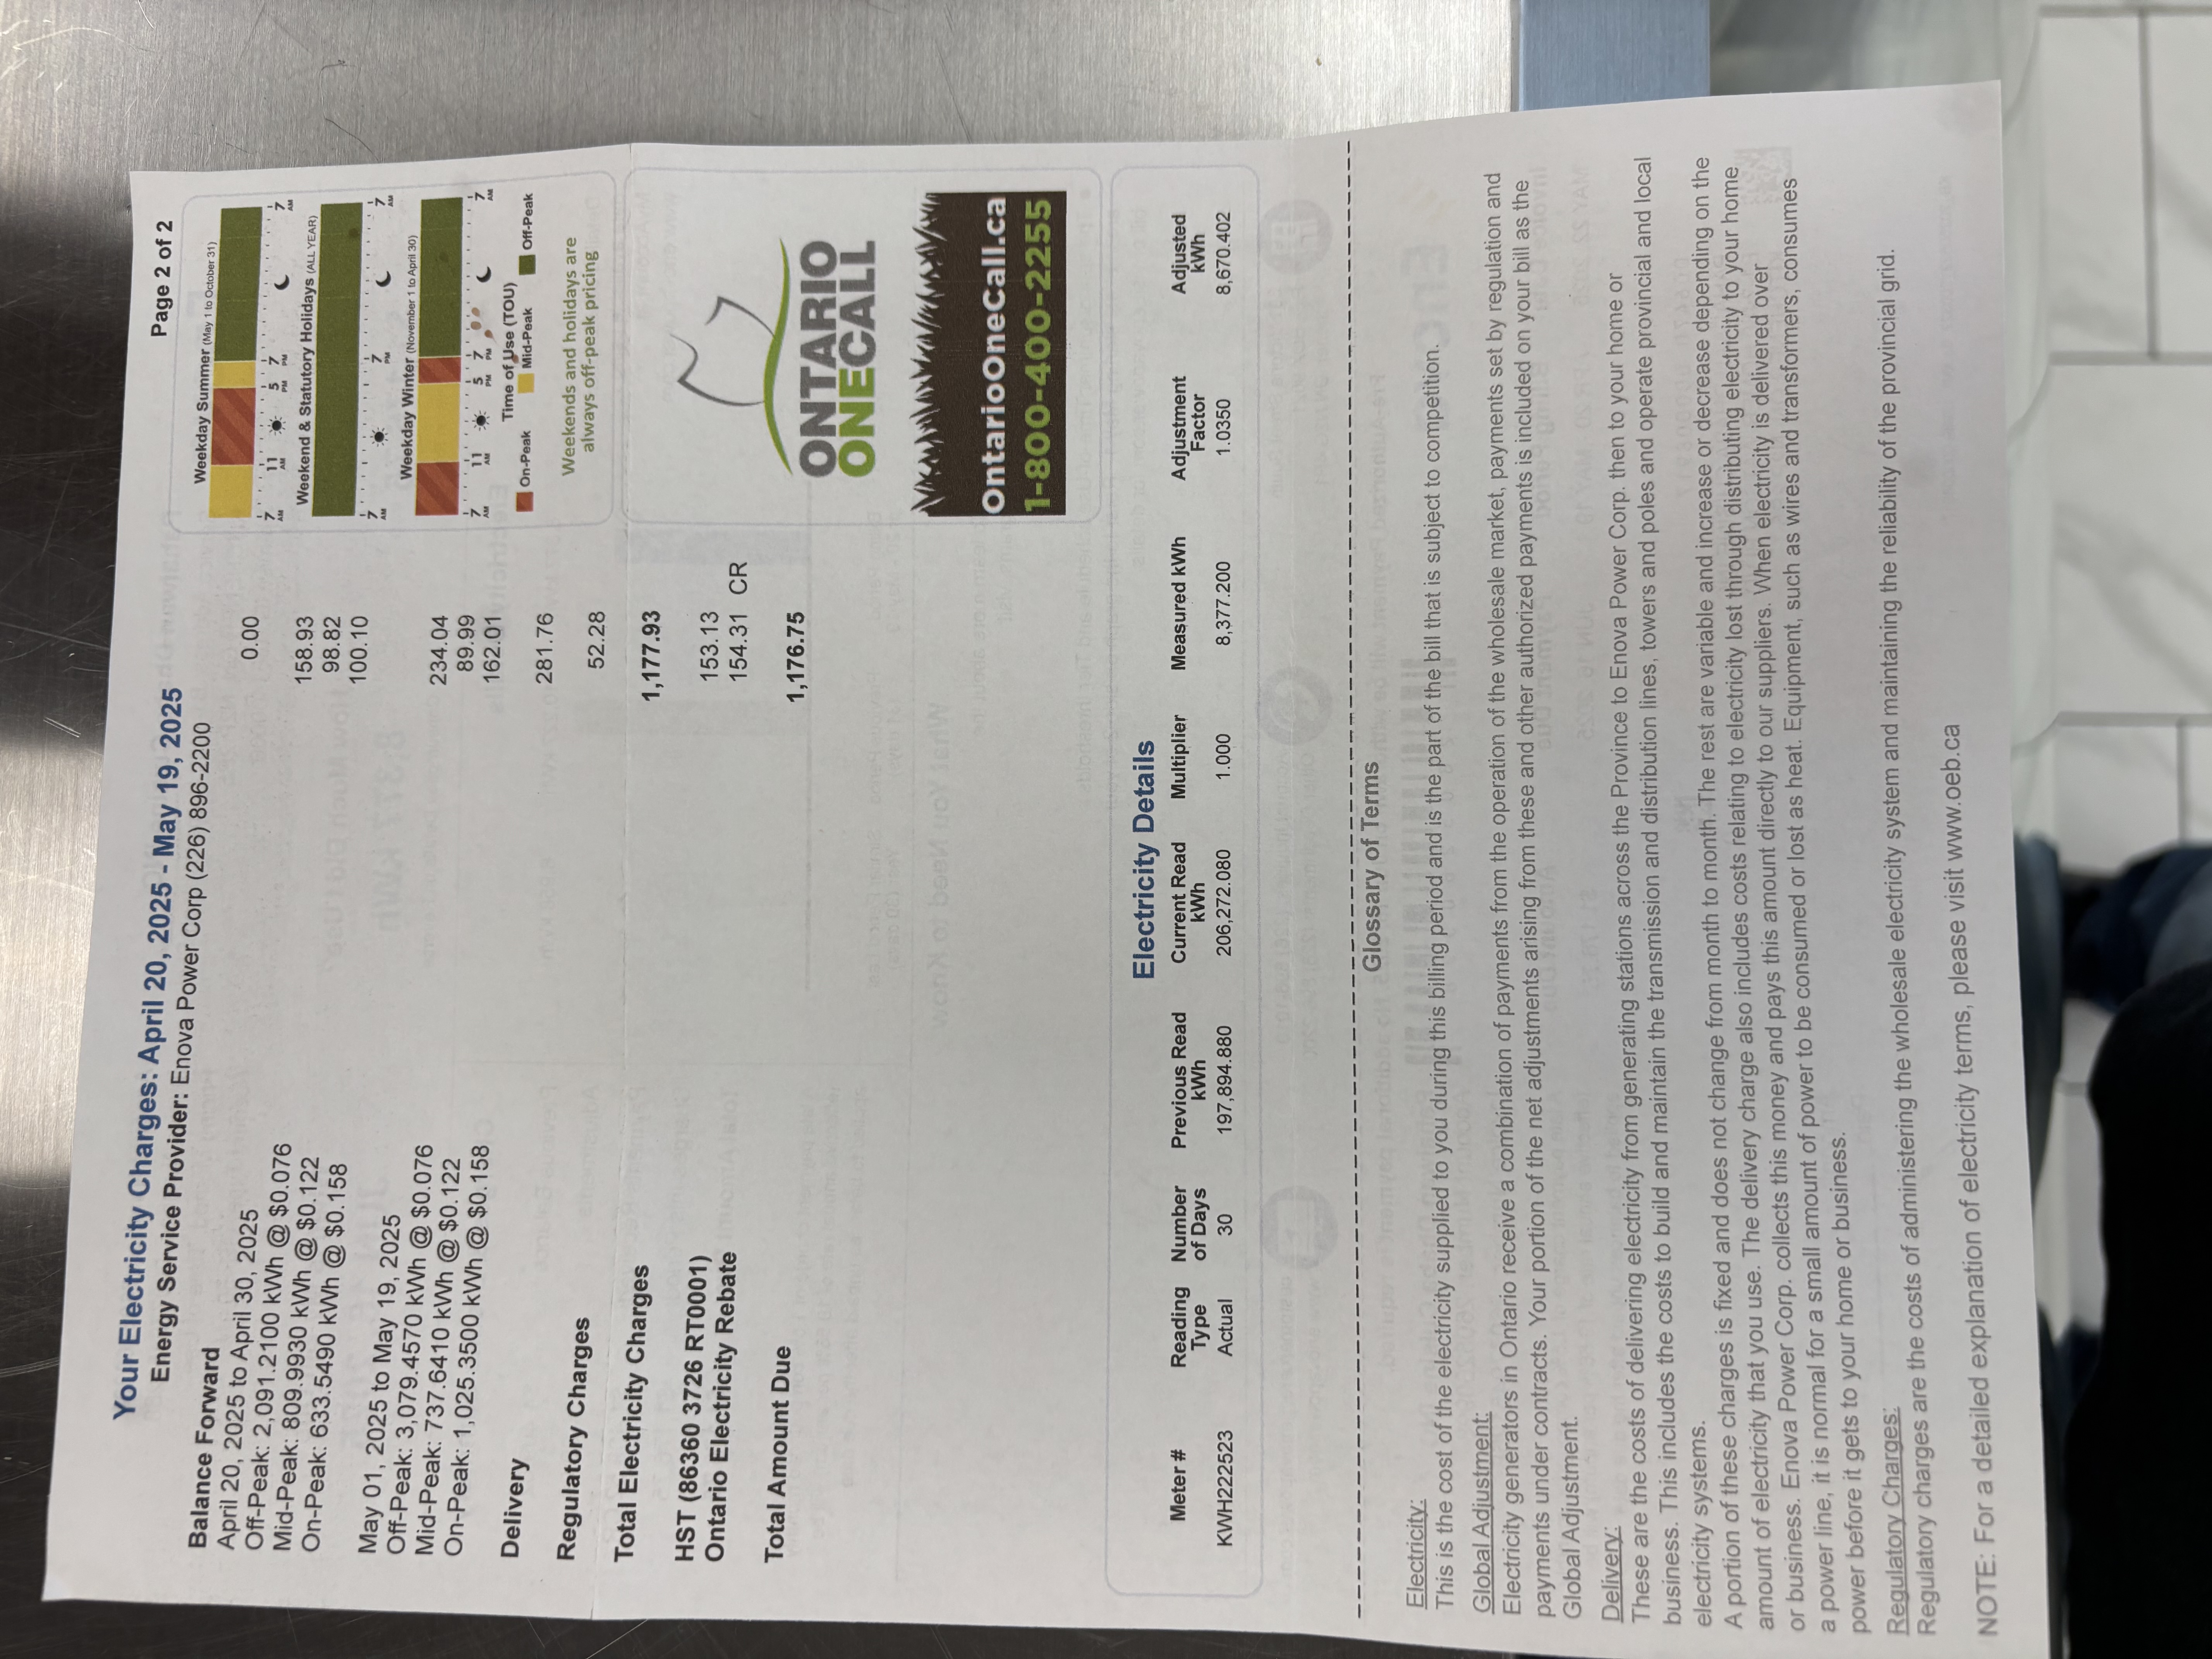 Your Electricity Charges: April 20, 2025 - May 19, 2025
Energy Service Provider: Enova Power Corp (226) 896-2200
Page 2 of 2
Balance Forward 0.00
April 20, 2025 to April 30, 2025
Off-Peak: 2,091.2100 kWh @ $0.076 158.93
Mid-Peak: 809.9930 kWh @ $0.122 98.82
On-Peak: 633.5490 kWh @ $0.158 100.10
May 01, 2025 to May 19, 2025
Off-Peak: 3,079.4570 kWh @ $0.076 234.04
Mid-Peak: 737.6410 kWh @ $0.122 89.99
On-Peak: 1,025.3500 kWh @ $0.158 162.01
Delivery 281.76
Regulatory Charges 52.28
Total Electricity Charges 1,177.93
HST (86360 3726 RT0001) 153.13
Ontario Electricity Rebate 154.31 CR
Total Amount Due 1,176.75
Weekday Summer (May 1 to October 31)
7 AM 11 AM 5 PM 7 PM 7 AM
Weekend & Statutory Holidays (ALL YEAR)
7 AM 7 PM 7 AM
Weekday Winter (November 1 to April 30)
7 AM 11 AM 5 PM 7 PM 7 AM
Time of Use (TOU)
On-Peak Mid-Peak Off-Peak
Weekends and holidays are
always off-peak pricing
ONTARIO
ONECALL
OntarioOneCall.ca
1-800-400-2255
Electricity Details
Meter # Reading Type Number of Days Previous Read kWh Current Read kWh Multiplier Measured kWh Adjustment Factor Adjusted kWh
KWH222523 Actual 30 197,894.880 206,272.080 1.000 8,377.200 1.0350 8,670.402
Glossary of Terms
Electricity:
This is the cost of the electricity supplied to you during this billing period and is the part of the bill that is subject to competition.
Global Adjustment:
Electricity generators in Ontario receive a combination of payments from the operation of the wholesale market, payments set by regulation and
payments under contracts. Your portion of the net adjustments arising from these and other authorized payments is included on your bill as the
Global Adjustment.
Delivery:
These are the costs of delivering electricity from generating stations across the Province to Enova Power Corp. then to your home or
business. This includes the costs to build and maintain the transmission and distribution lines, towers and poles and operate provincial and local
electricity systems.
A portion of these charges is fixed and does not change from month to month. The rest are variable and increase or decrease depending on the
amount of electricity that you use. The delivery charge also includes costs relating to electricity lost through distributing electricity to your home
or business. Enova Power Corp. collects this money and pays this amount directly to our suppliers. When electricity is delivered over
a power line, it is normal for a small amount of power to be consumed or lost as heat. Equipment, such as wires and transformers, consumes
power before it gets to your home or business.
Regulatory Charges:
Regulatory charges are the costs of administering the wholesale electricity system and maintaining the reliability of the provincial grid.
NOTE: For a detailed explanation of electricity terms, please visit www.oeb.ca